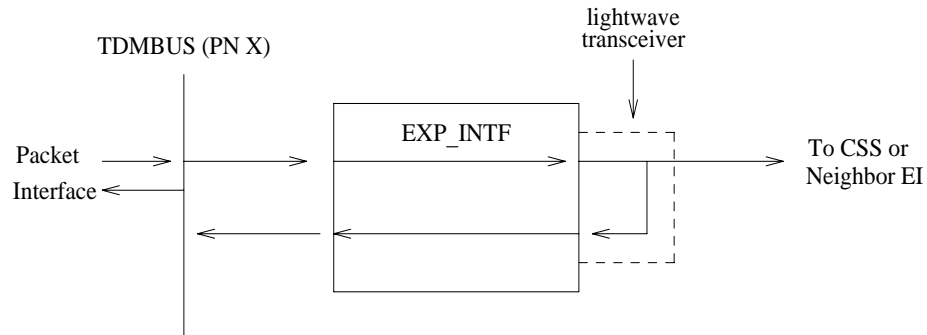 lightwave
transceiver
TDMBUS (PN X)
EXP_INTF
Packet
Interface
To CSS or
Neighbor EI